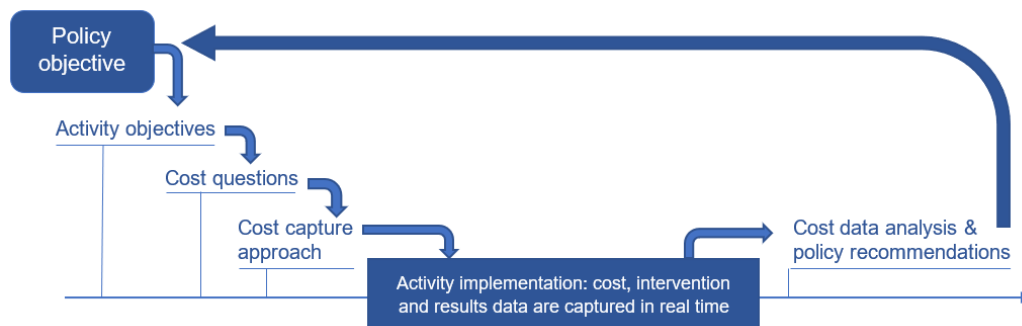 Policy
objective
Activity objectives
Cost questions
Cost capture
approach
Activity implementation: cost, intervention
and results data are captured in real time
Cost data analysis &
policy recommendations